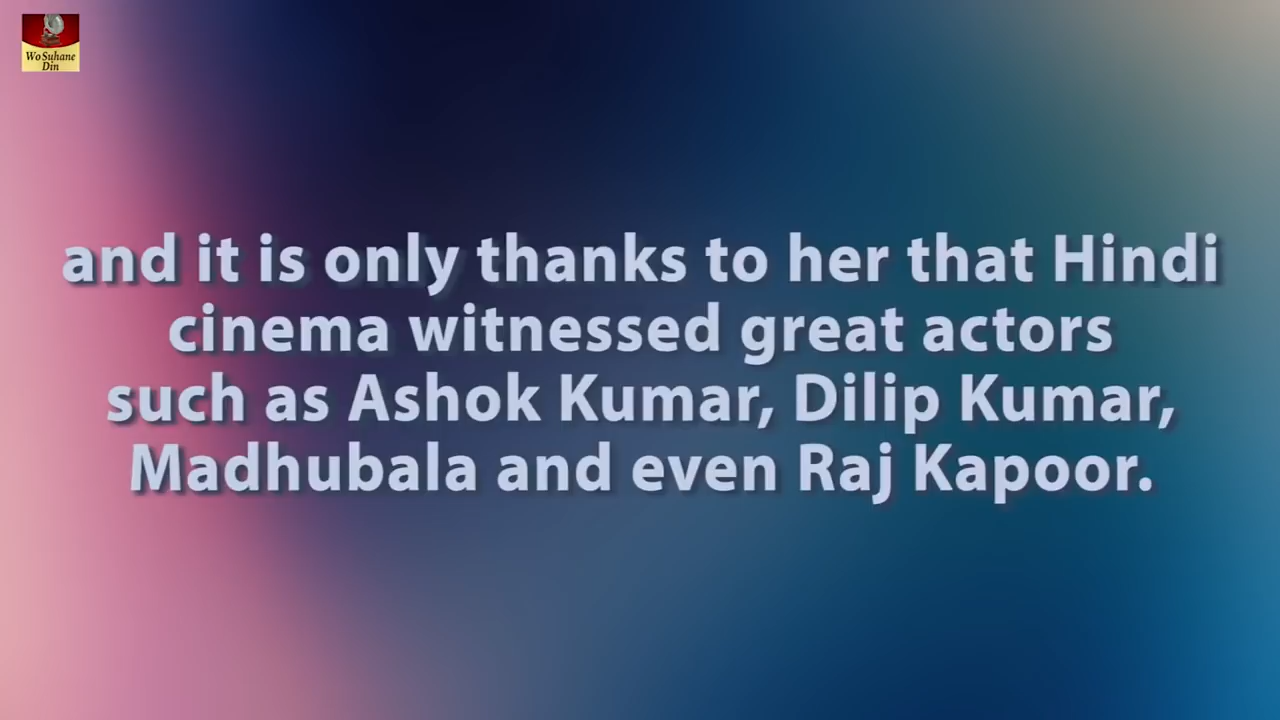 Wo Suhane
Din
and it is only thanks to her that Hindi
cinema witnessed great actors
such as Ashok Kumar, Dilip Kumar,
Madhubala and even Raj Kapoor.